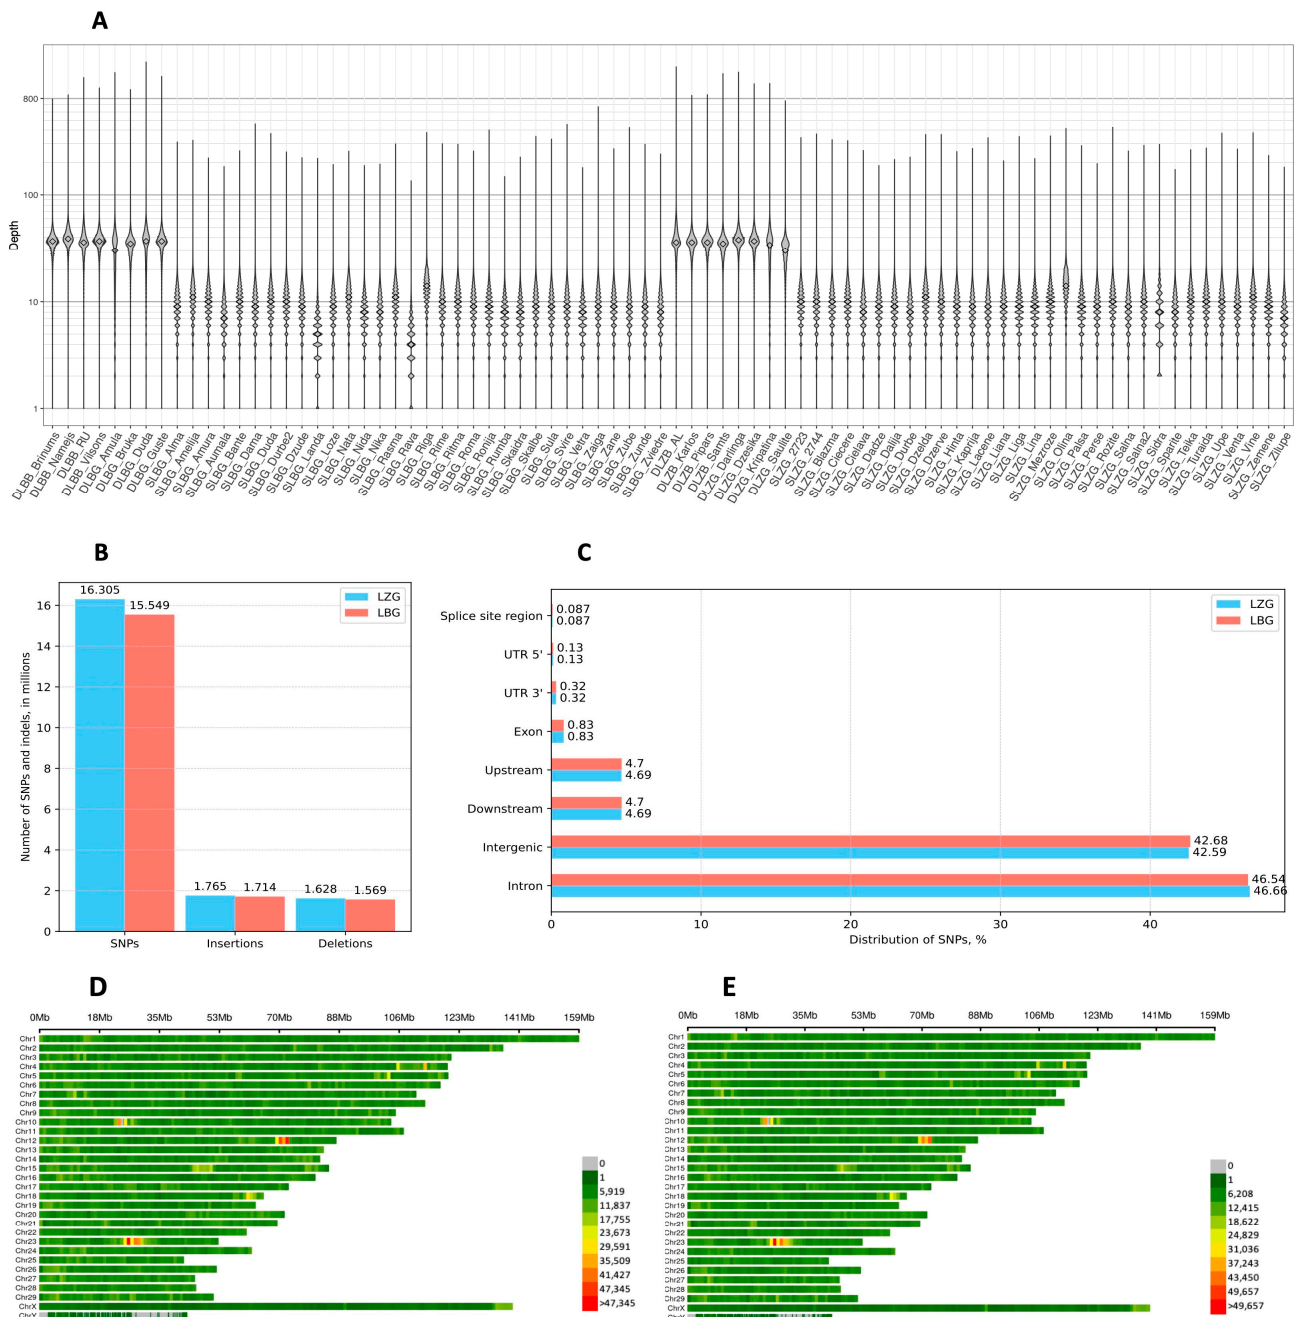 A
800
100
10
1
Depth
DLBB_Brinums
DLBB_Namejs
DLBB_RU
DLBB_Vilsons
DLBG_Amula
DLBG_Bruka
DLBG_Duda
DLBG_Guste
SLBG_Alma
SLBG_Amelija
SLBG_Amura
SLBG_Aumala
SLBG_Bante
SLBG_Dama
SLBG_Duda
SLBG_Durbe2
SLBG_Dzude
SLBG_Landa
SLBG_Loze
SLBG_Nata
SLBG_Nida
SLBG_Nika
SLBG_Rasma
SLBG_Rava
SLBG_Riga
SLBG_Rime
SLBG_Ritma
SLBG_Roma
SLBG_Ronija
SLBG_Rumba
SLBG_Skaidra
SLBG_Skalbe
SLBG_Sula
SLBG_Svire
SLBG_Vetra
SLBG_Zaiga
SLBG_Zane
SLBG_Zube
SLBG_Zunde
SLBG_Zviedre
DLZB_AL
DLZB_Karlos
DLZB_Pipars
DLZB_Samts
DLZG_Darlinga
DLZG_Dzesika
DLZG_Kripatina
DLZG_Saulite
SLZG_2723
SLZG_2744
SLZG_Blazma
SLZG_Ciecere
SLZG_Cielava
SLZG_Dadze
SLZG_Dalija
SLZG_Durbe
SLZG_Dzelda
SLZG_Dzerve
SLZG_Hinta
SLZG_Kaprija
SLZG_Lacene
SLZG_Liana
SLZG_Liga
SLZG_Lina
SLZG_Mezroze
SLZG_Olina
SLZG_Palsa
SLZG_Perse
SLZG_Rozite
SLZG_Salna
SLZG_Salna2
SLZG_Sidra
SLZG_Sparite
SLZG_Teika
SLZG_Turaida
SLZG_Upe
SLZG_Venta
SLZG_Vine
SLZG_Zemene
SLZG_Zilupe
B
Number of SNPs and indels, in millions
16
14
12
10
8
6
4
2
0
16.305
15.549
1.765
1.714
1.628
1.569
LZG
LBG
SNPs
Insertions
Deletions
C
LZG
LBG
Splice site region
0.087
0.087
UTR 5'
0.13
0.13
UTR 3'
0.32
0.32
Exon
0.83
0.83
Upstream
4.7
4.69
Downstream
4.7
4.69
Intergenic
42.68
42.59
Intron
46.54
46.66
0 10 20 30 40
Distribution of SNPs, %
D
0Mb 18Mb 35Mb 53Mb 70Mb 88Mb 106Mb 123Mb 141Mb 159Mb
Chr1
Chr2
Chr3
Chr4
Chr5
Chr6
Chr7
Chr8
Chr9
Chr10
Chr11
Chr12
Chr13
Chr14
Chr15
Chr16
Chr17
Chr18
Chr19
Chr20
Chr21
Chr22
Chr23
Chr24
Chr25
Chr26
Chr27
Chr28
Chr29
ChrX
ChrY
0
1
5,919
11,837
17,755
23,673
29,591
35,509
41,427
47,345
>47,345
E
0Mb 18Mb 35Mb 53Mb 70Mb 88Mb 106Mb 123Mb 141Mb 159Mb
Chr1
Chr2
Chr3
Chr4
Chr5
Chr6
Chr7
Chr8
Chr9
Chr10
Chr11
Chr12
Chr13
Chr14
Chr15
Chr16
Chr17
Chr18
Chr19
Chr20
Chr21
Chr22
Chr23
Chr24
Chr25
Chr26
Chr27
Chr28
Chr29
ChrX
0
1
6,208
12,415
18,622
24,829
31,036
37,243
43,450
49,657
>49,657